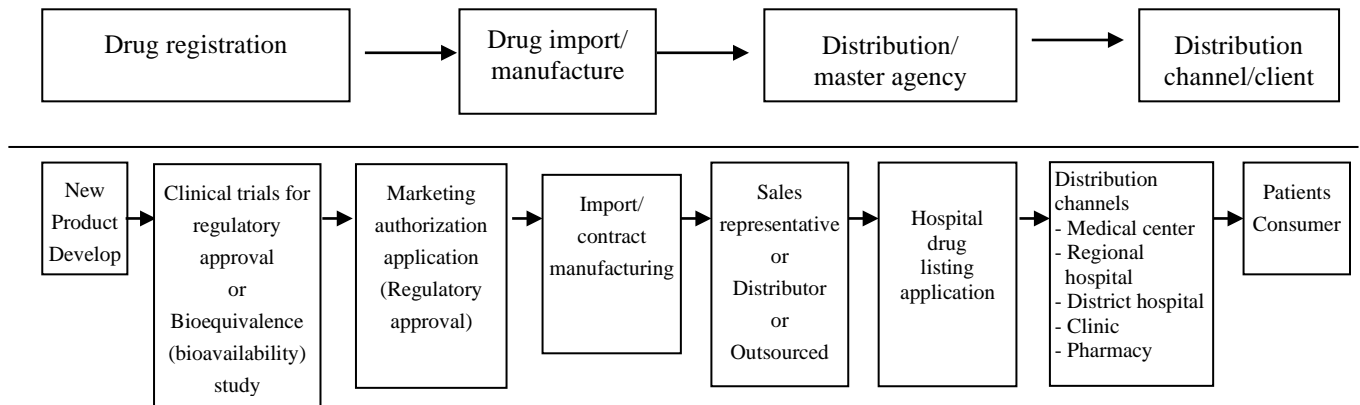 Drug registration
Drug import/
manufacture
Distribution/
master agency
Distribution
channel/client
New
Product
Develop
Clinical trials for
regulatory
approval
or
Bioequivalence
(bioavailability)
study
Marketing
authorization
application
(Regulatory
approval)
Import/
contract
manufacturing
Sales
representative
or
Distributor
or
Outsourced
Hospital
drug
listing
application
Distribution
channels
- Medical center
- Regional
hospital
- District hospital
- Clinic
- Pharmacy
Patients
Consumer